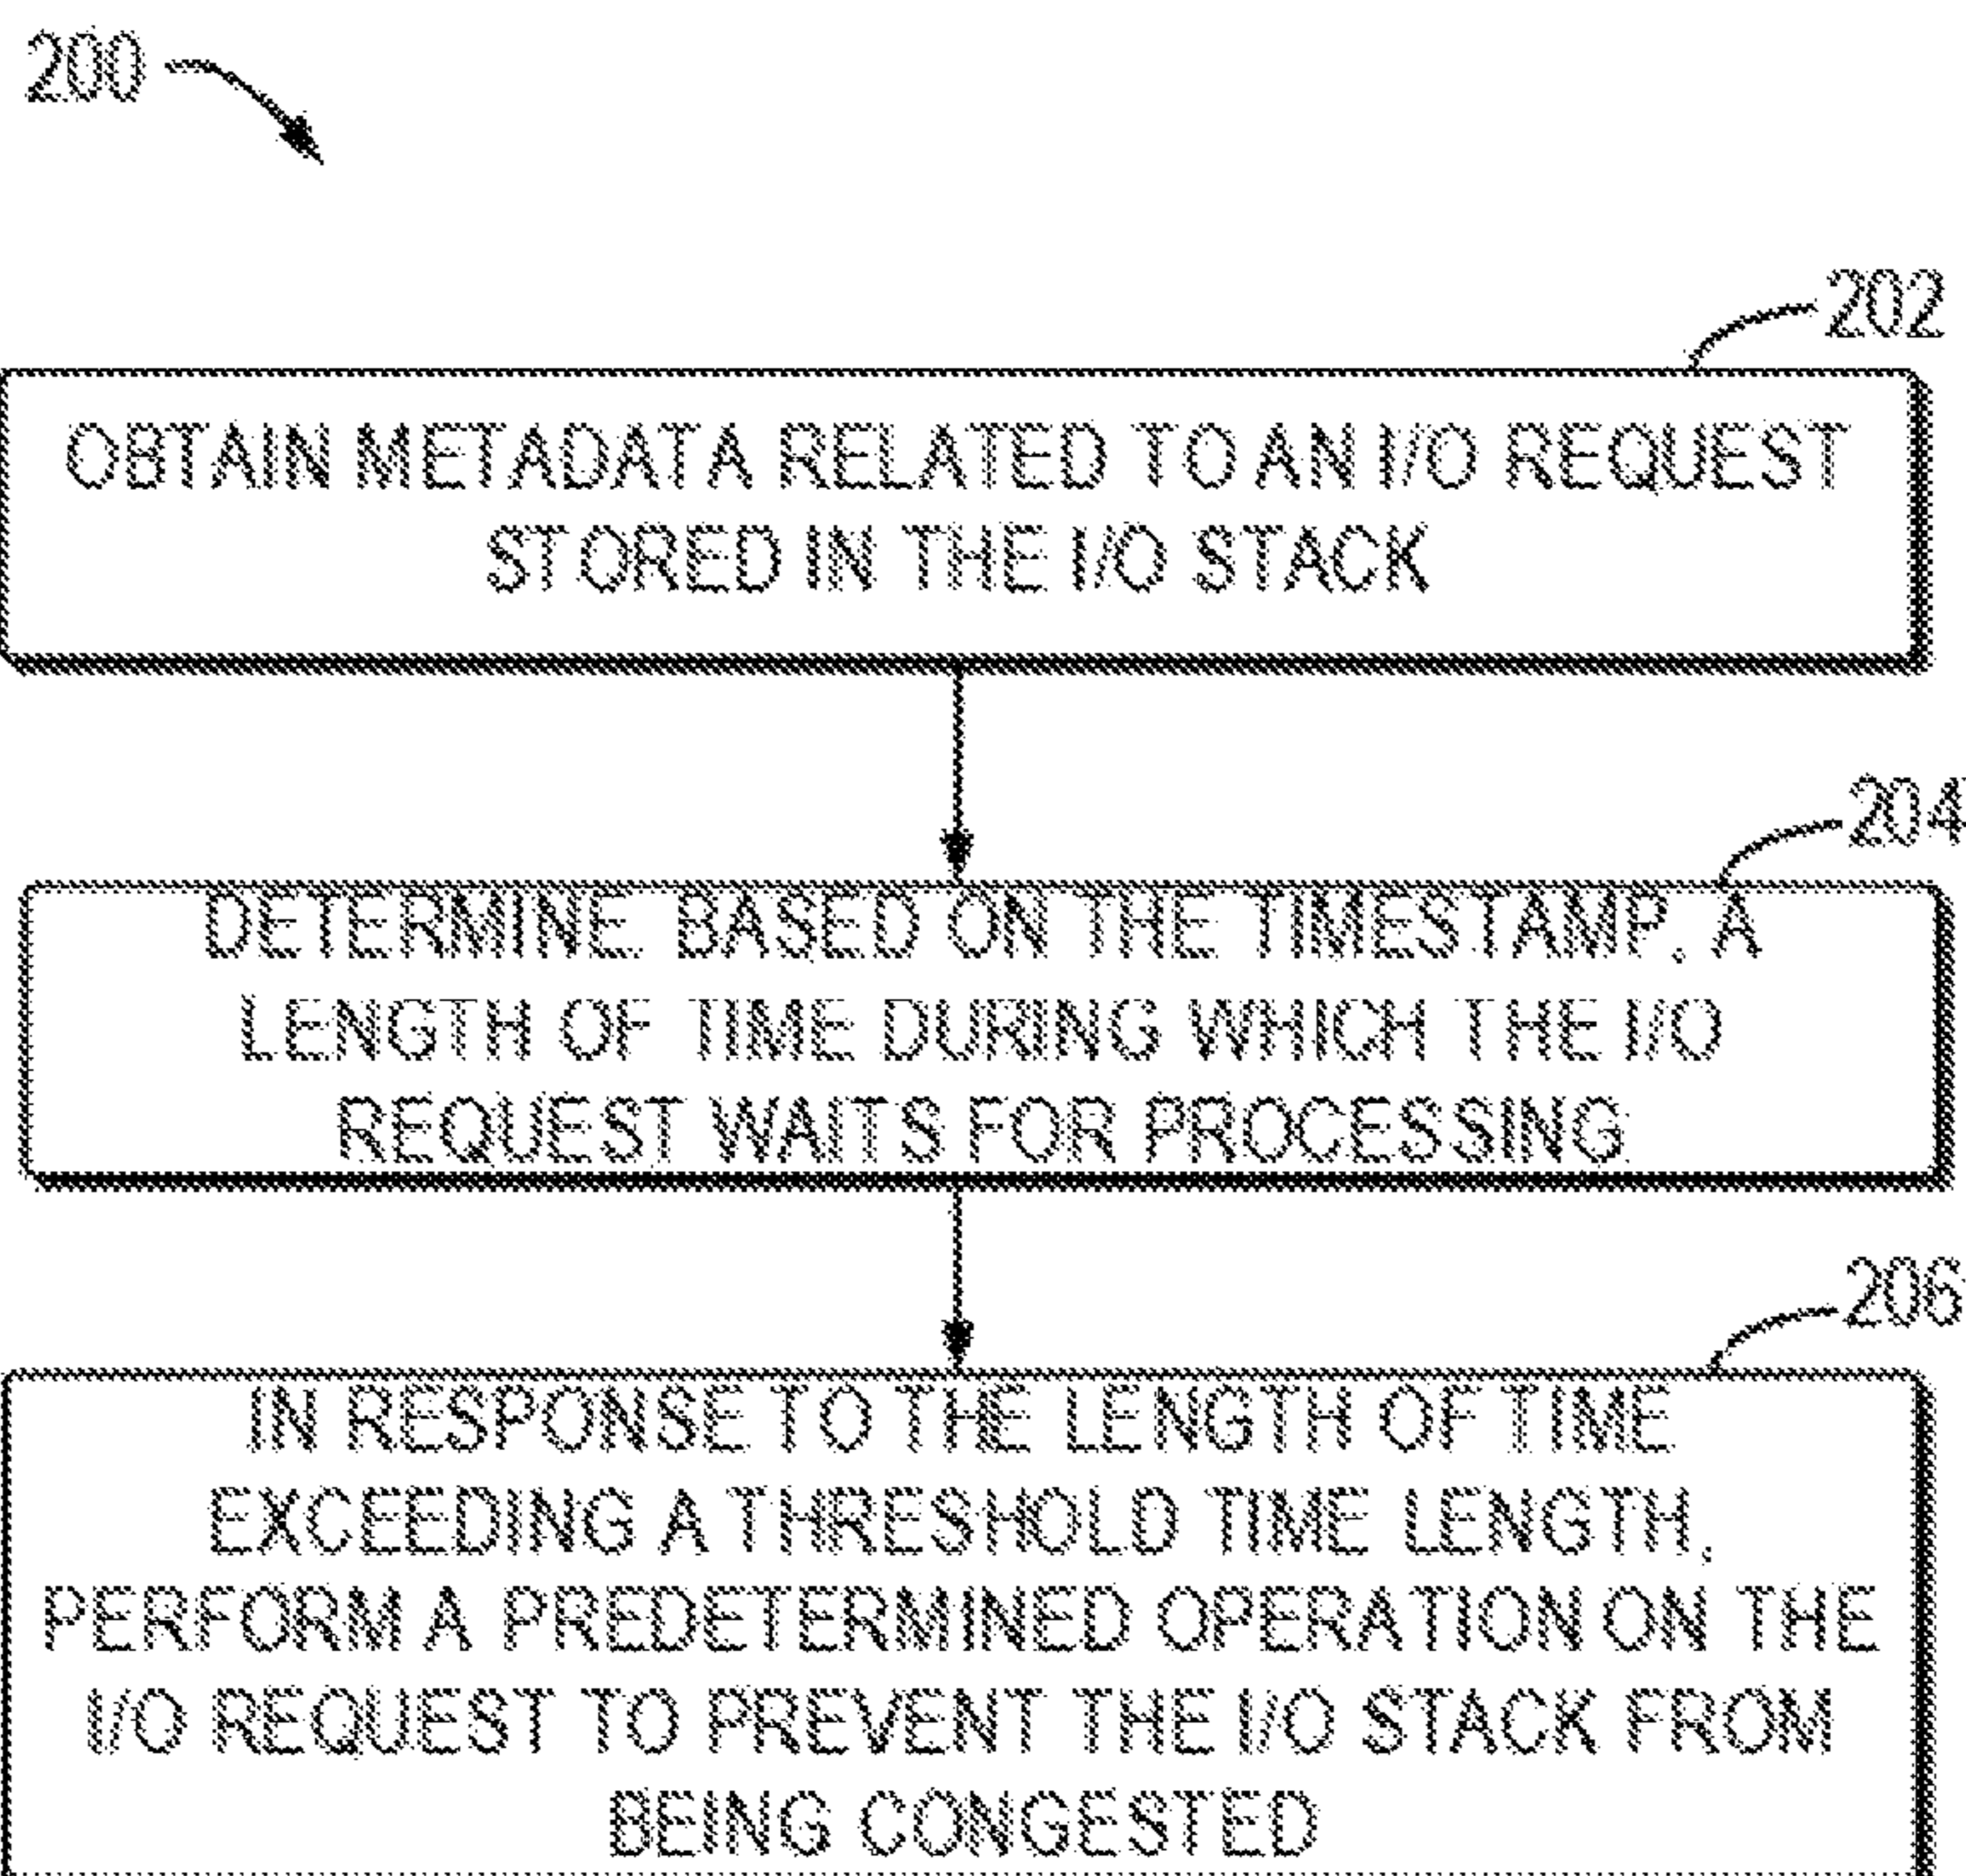 200
202
OBTAIN METADATA RELATED TO AN I/O REQUEST
STORED IN THE I/O STACK
204
DETERMINE. BASED ON THE TIMESTAMP, A
LENGTH OF TIME DURING WHICH THE I/O
REQUEST WAITS FOR PROCESSING
206
IN RESPONSE TO THE LENGTH OF TIME
EXCEEDING A THRESHOLD TIME LENGTH,
PERFORM A PREDETERMINED OPERATION ON THE
I/O REQUEST TO PREVENT THE I/O STACK FROM
BEING CONGESTED